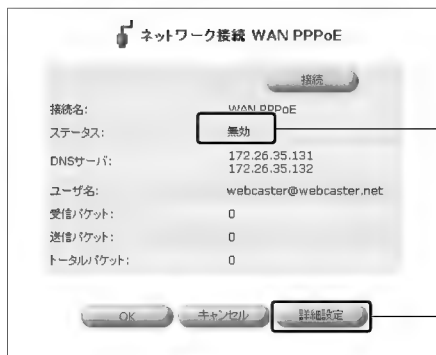 ネットワーク接続 WAN PPPoE
接続
接続名: WAN PPPoE
ステータス: 無効
DNSサーバ: 172.26.35.131
172.26.35.132
ユーザ名: webcaster@webcaster.net
受信パケット: 0
送信パケット: 0
トータルパケット: 0
OK キャンセル 詳細設定